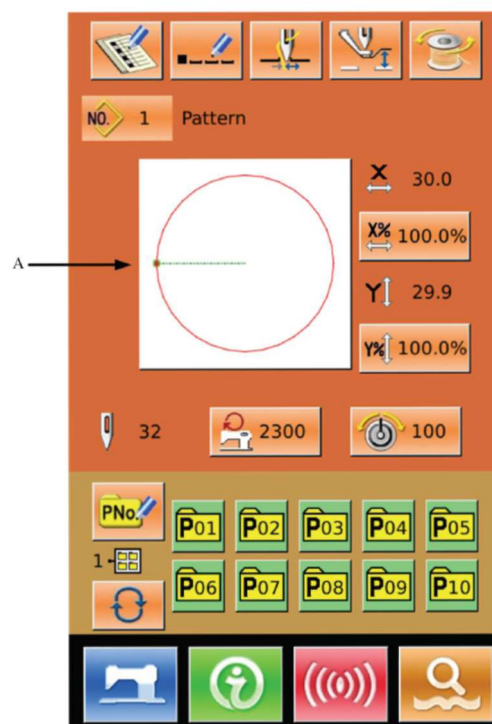 NO. 1 Pattern
X 30.0
X% 100.0%
A
Y 29.9
Y% 100.0%
32 2300 100
PNo.
P01 P02 P03 P04 P05
1-
P06 P07 P08 P09 P10